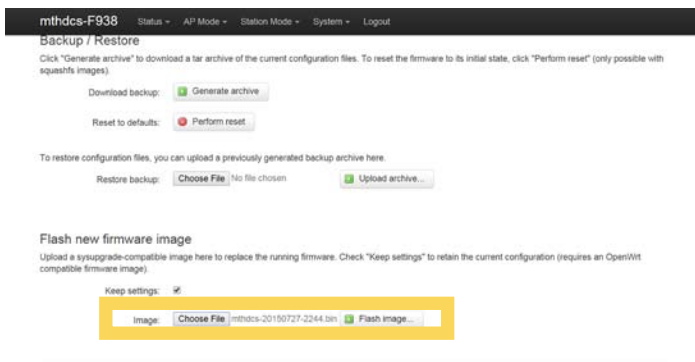 mthdcs-F938 Status AP Mode Station Mode System Logout
Backup / Restore
Click "Generate archive" to download a tar archive of the current configuration files. To reset the firmware to its initial state, click "Perform reset" (only possible with
squashfs images).
Download backup: Generate archive
Reset to defaults: Perform reset
To restore configuration files, you can upload a previously generated backup archive here.
Restore backup: Choose File No file chosen Upload archive...
Flash new firmware image
Upload a sysupgrade-compatible image here to replace the running firmware. Check "Keep settings" to retain the current configuration (requires an OpenWrt
compatible firmware image).
Keep settings:
Image: Choose File mthdcs-20150727-2244.bin Flash image...